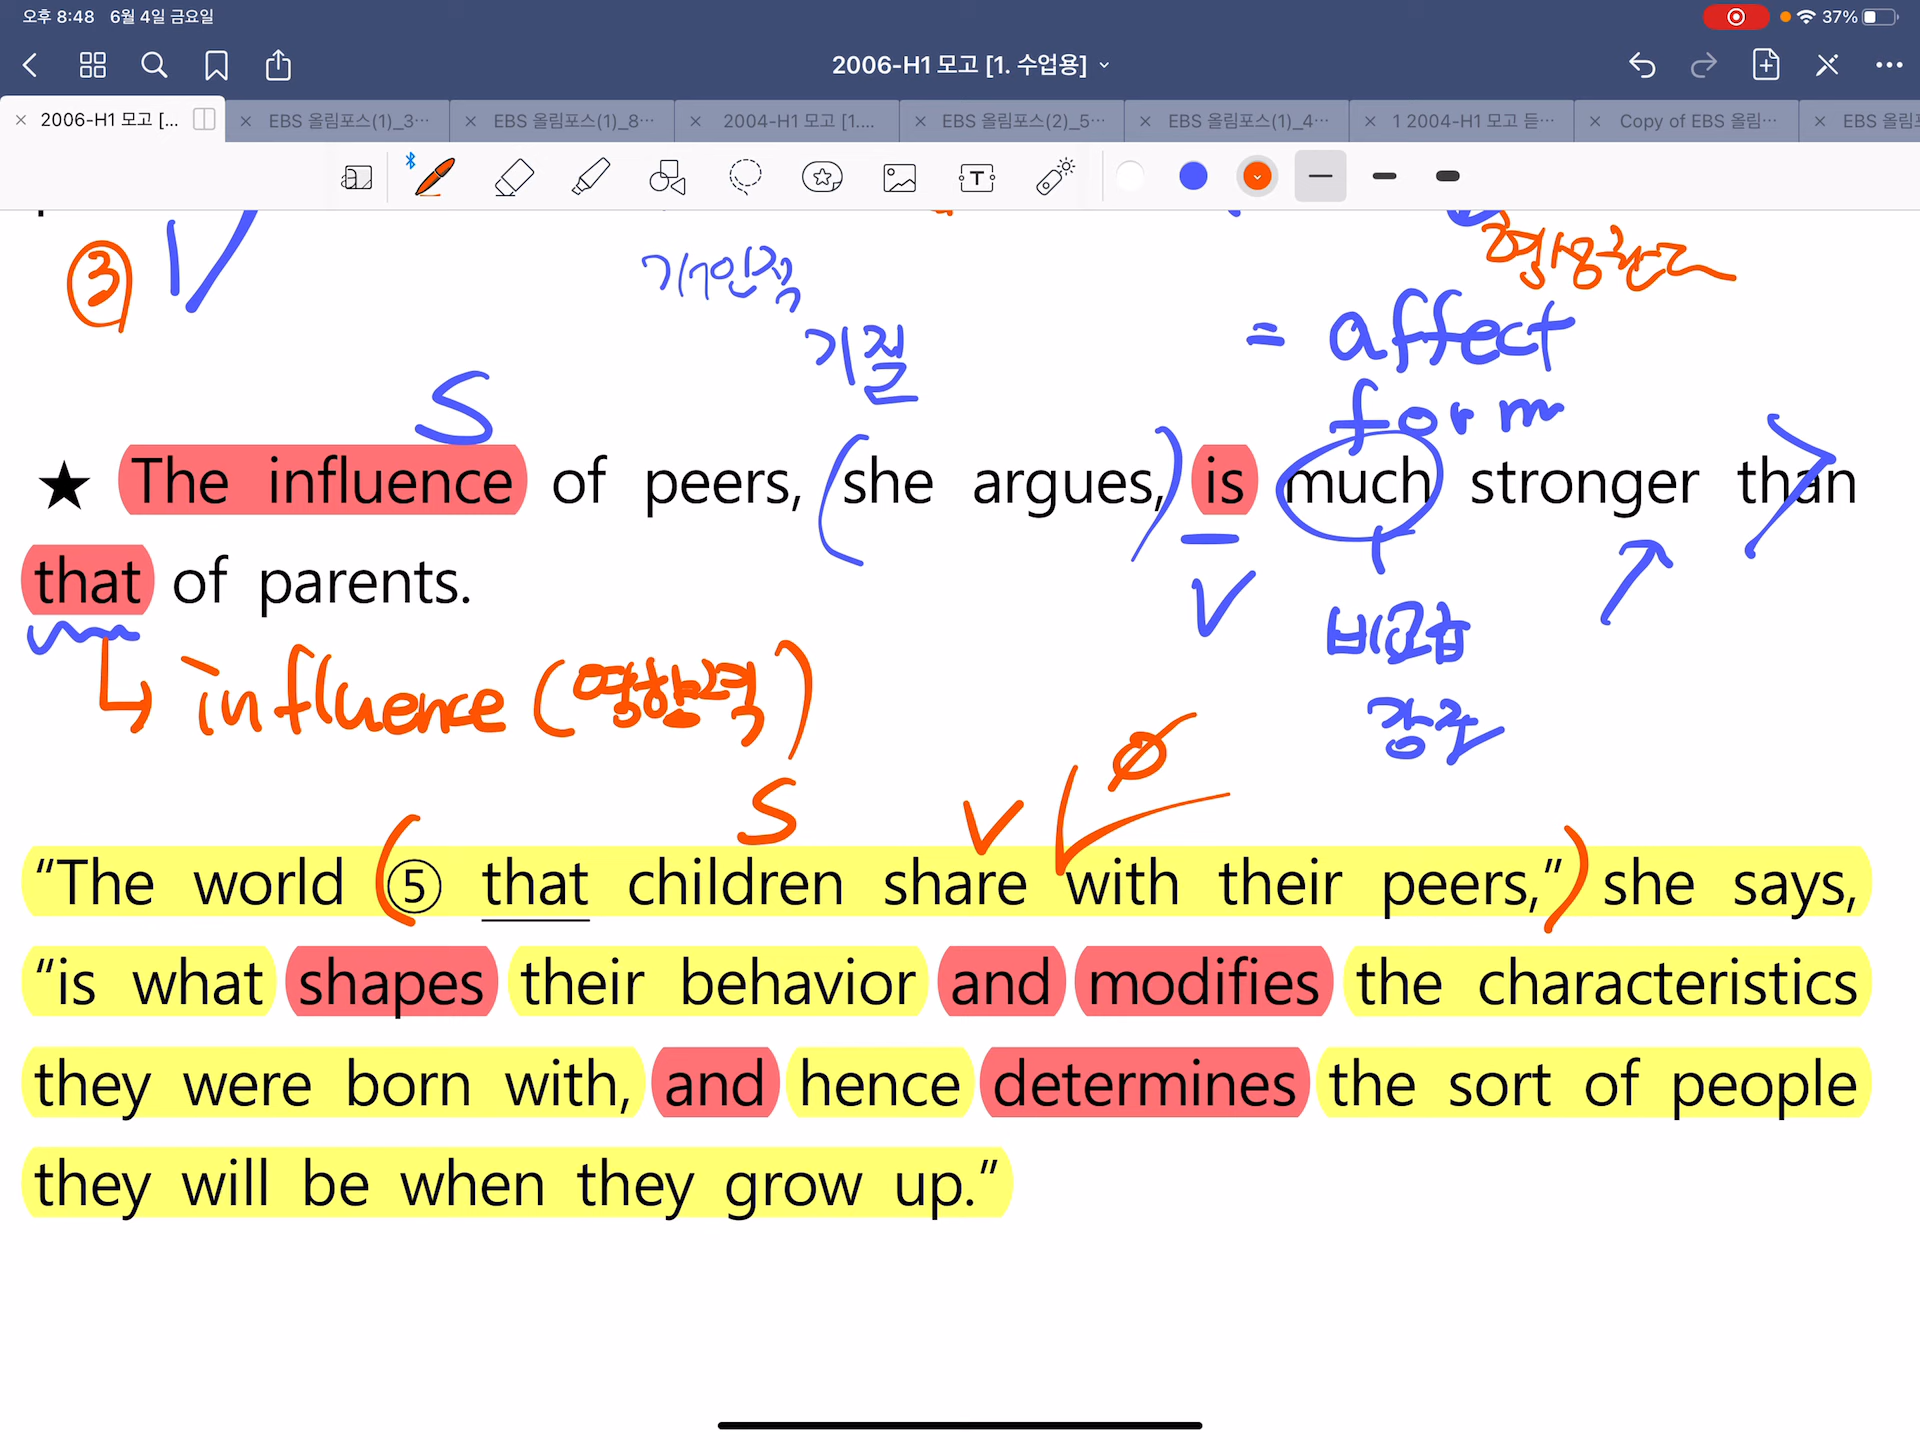 오후 8:48 6월 4일 금요일
37%
2006-H1 모고 [1. 수업용]
2006-H1 모고 [...
EBS 올림포스(1)_3...
EBS 올림포스(1)_8...
2004-H1 모고 [1....
EBS 올림포스(2)_5...
EBS 올림포스(1)_4...
1 2004-H1 모고 듣...
Copy of EBS 올림...
EBS 올림포
③
기질
= affect
form
S
★ The influence of peers, (she argues,) is much stronger than
that of parents.
V
비교급
강조
influence (영향력)
S V
"The world (⑤ that children share with their peers,") she says,
"is what shapes their behavior and modifies the characteristics
they were born with, and hence determines the sort of people
they will be when they grow up."